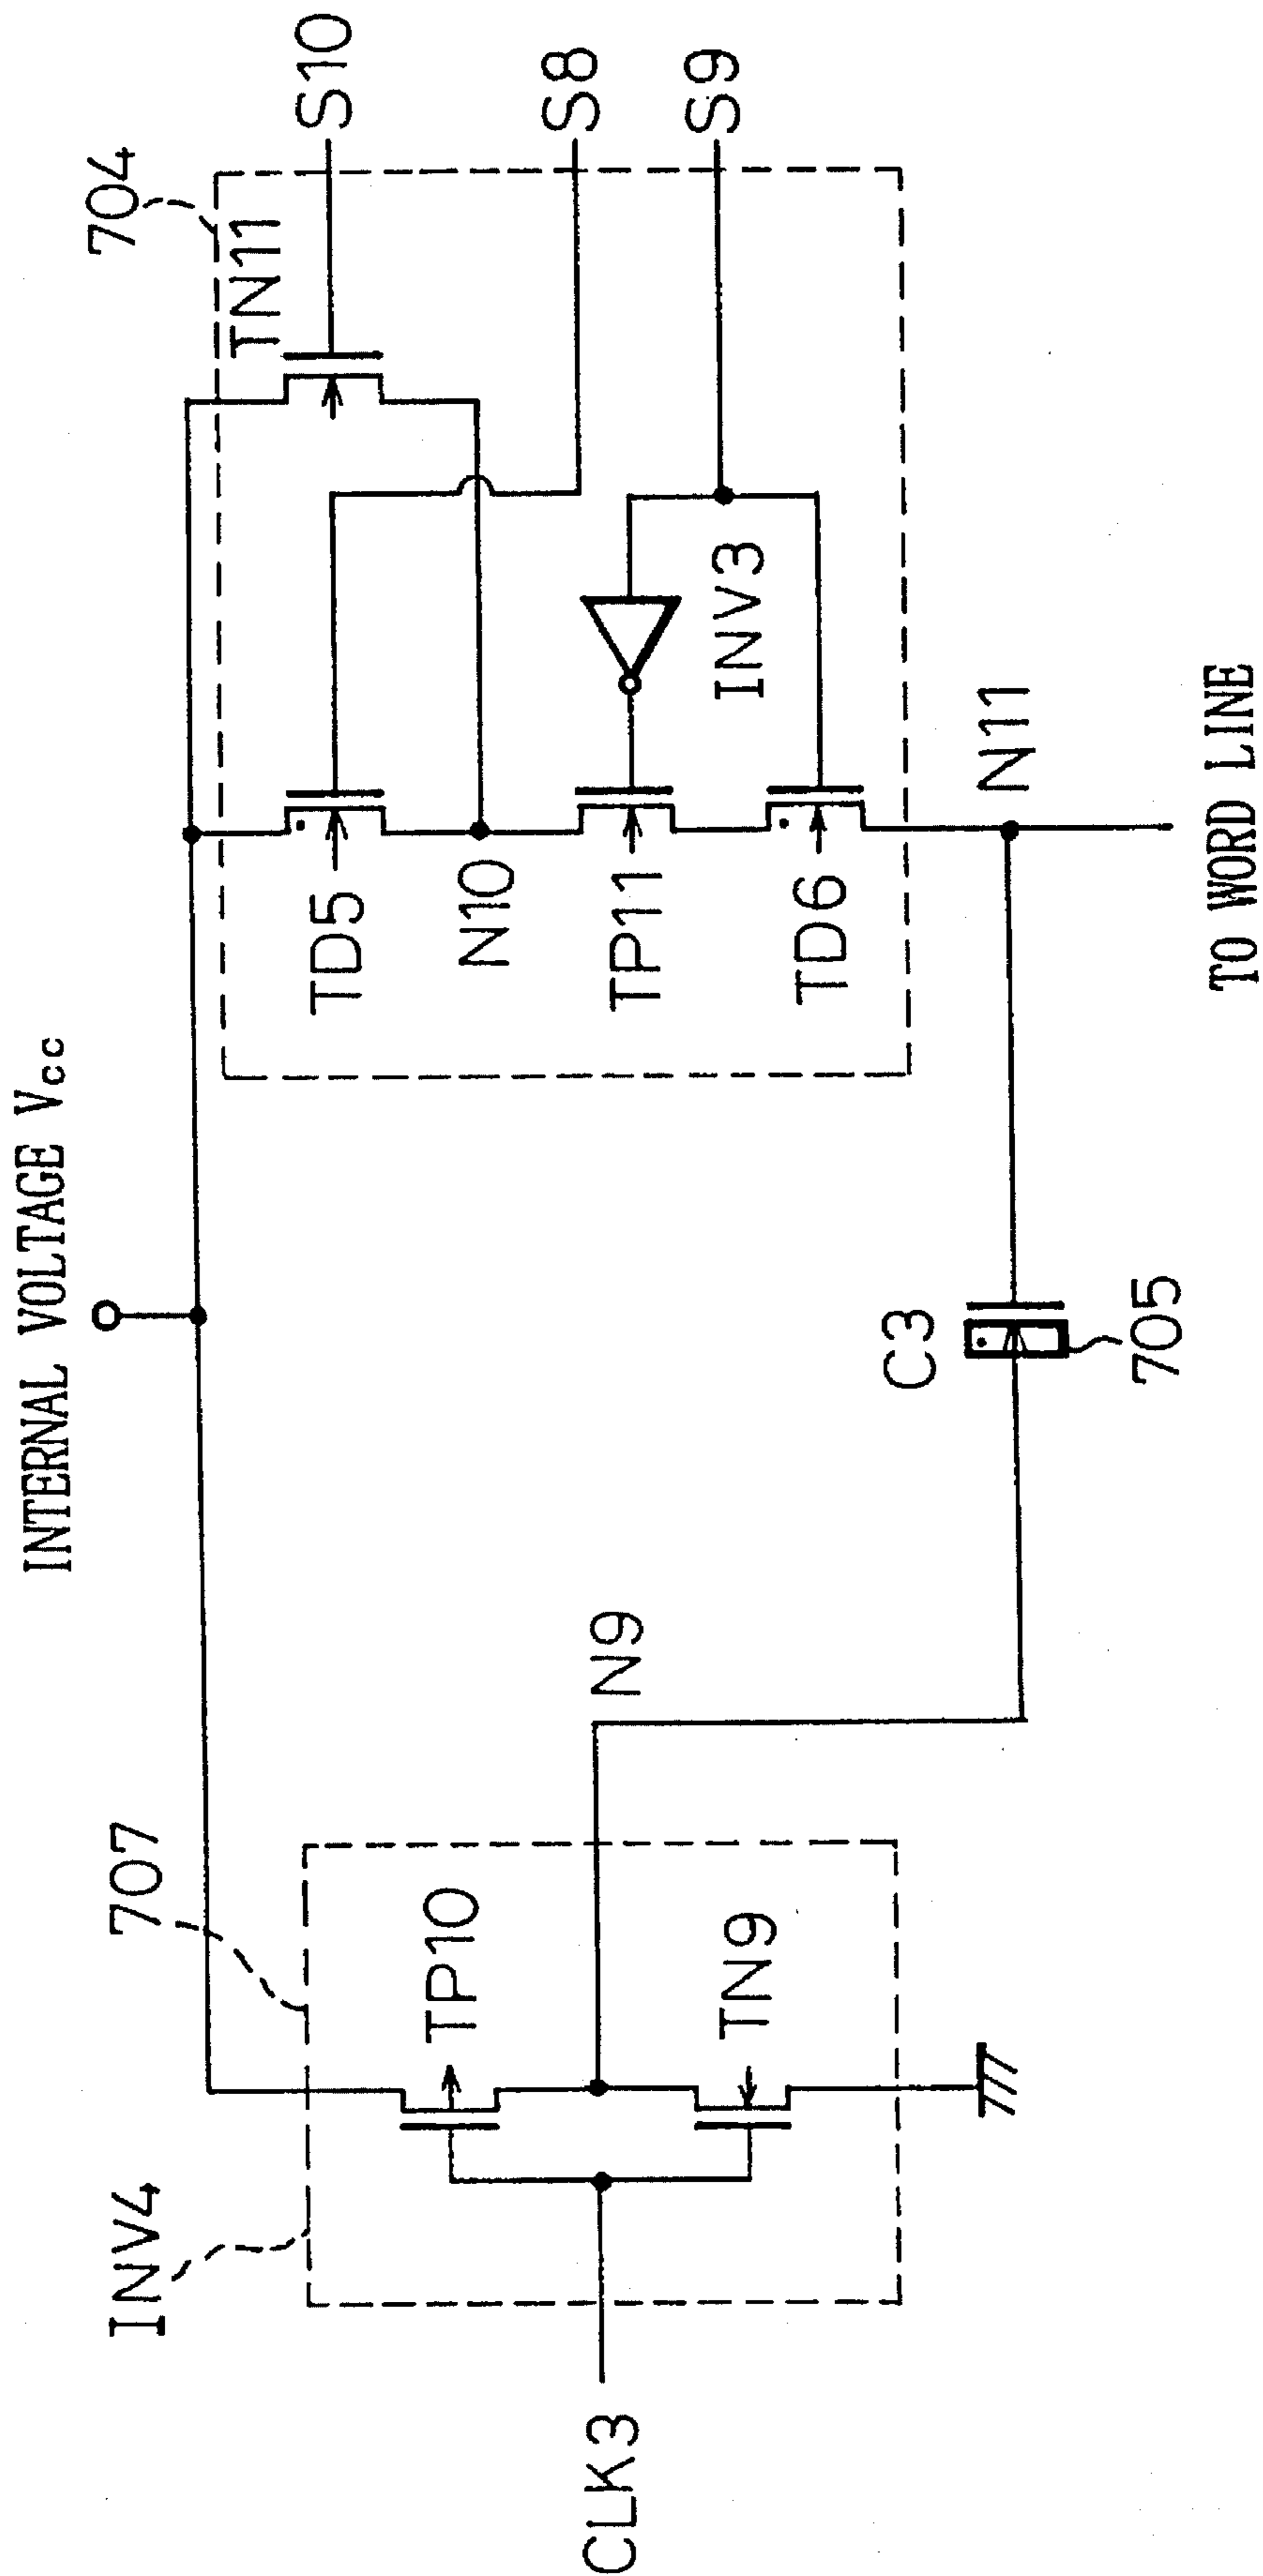 INTERNAL VOLTAGE Vcc
INV4
707
704
TP10
TN11
S10
TD5
N9
N10
S8
CLK3
TP11
TN9
INV3
S9
TD6
C3
N11
705
TO WORD LINE